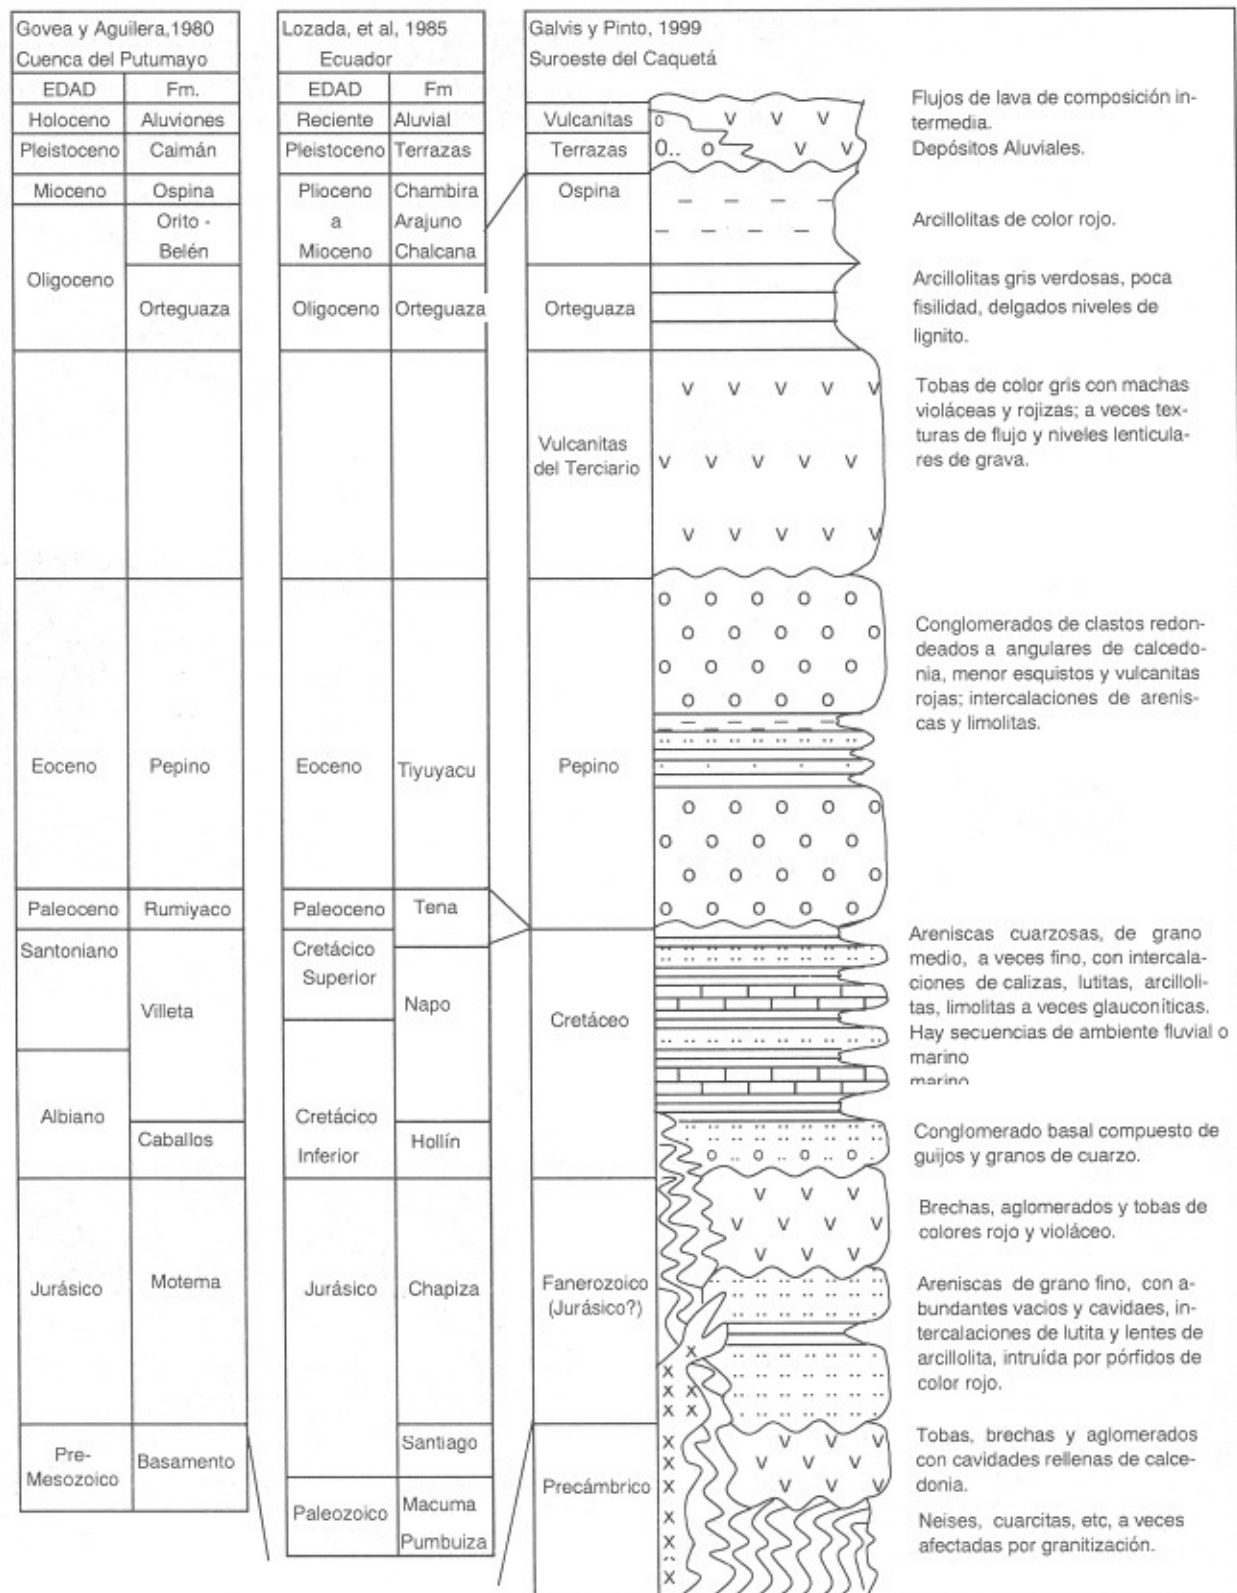 Govea y Aguilera,1980
Cuenca del Putumayo
EDAD Fm.
Holoceno Aluviones
Pleistoceno Caimán
Mioceno Ospina
Orito -
Belén
Oligoceno
Orteguaza
Eoceno Pepino
Paleoceno Rumiyaco
Santoniano
Villeta
Albiano
Caballos
Jurásico Motema
Pre-
Mesozoico
Basamento
Lozada, et al, 1985
Ecuador
EDAD Fm
Reciente Aluvial
Pleistoceno Terrazas
Plioceno Chambira
a Arajuno
Mioceno Chalcana
Oligoceno Orteguaza
Eoceno Tiyuyacu
Paleoceno Tena
Cretácico
Superior
Napo
Cretácico
Inferior
Hollín
Jurásico Chapiza
Santiago
Paleozoico
Macuma
Pumbuiza
Galvis y Pinto, 1999
Suroeste del Caquetá
Vulcanitas
Terrazas
Ospina
Orteguaza
Vulcanitas
del Terciario
Pepino
Cretáceo
Fanerozoico
(Jurásico?)
Precámbrico
Flujos de lava de composición in-
termedia.
Depósitos Aluviales.
Arcillolitas de color rojo.
Arcillolitas gris verdosas, poca
fisilidad, delgados niveles de
lignito.
Tobas de color gris con machas
violáceas y rojizas; a veces tex-
turas de flujo y niveles lenticula-
res de grava.
Conglomerados de clastos redon-
deados a angulares de calcedo-
nia, menor esquistos y vulcanitas
rojas; intercalaciones de arenis-
cas y limolitas.
Areniscas cuarzosas, de grano
medio, a veces fino, con intercala-
ciones de calizas, lutitas, arcilloli-
tas, limolitas a veces glauconíticas.
Hay secuencias de ambiente fluvial o
marino
marino
Conglomerado basal compuesto de
guijos y granos de cuarzo.
Brechas, aglomerados y tobas de
colores rojo y violáceo.
Areniscas de grano fino, con a-
bundantes vacios y cavidaes, in-
tercalaciones de lutita y lentes de
arcillolita, intruída por pórfidos de
color rojo.
Tobas, brechas y aglomerados
con cavidades rellenas de calce-
donia.
Neises, cuarcitas, etc, a veces
afectadas por granitización.